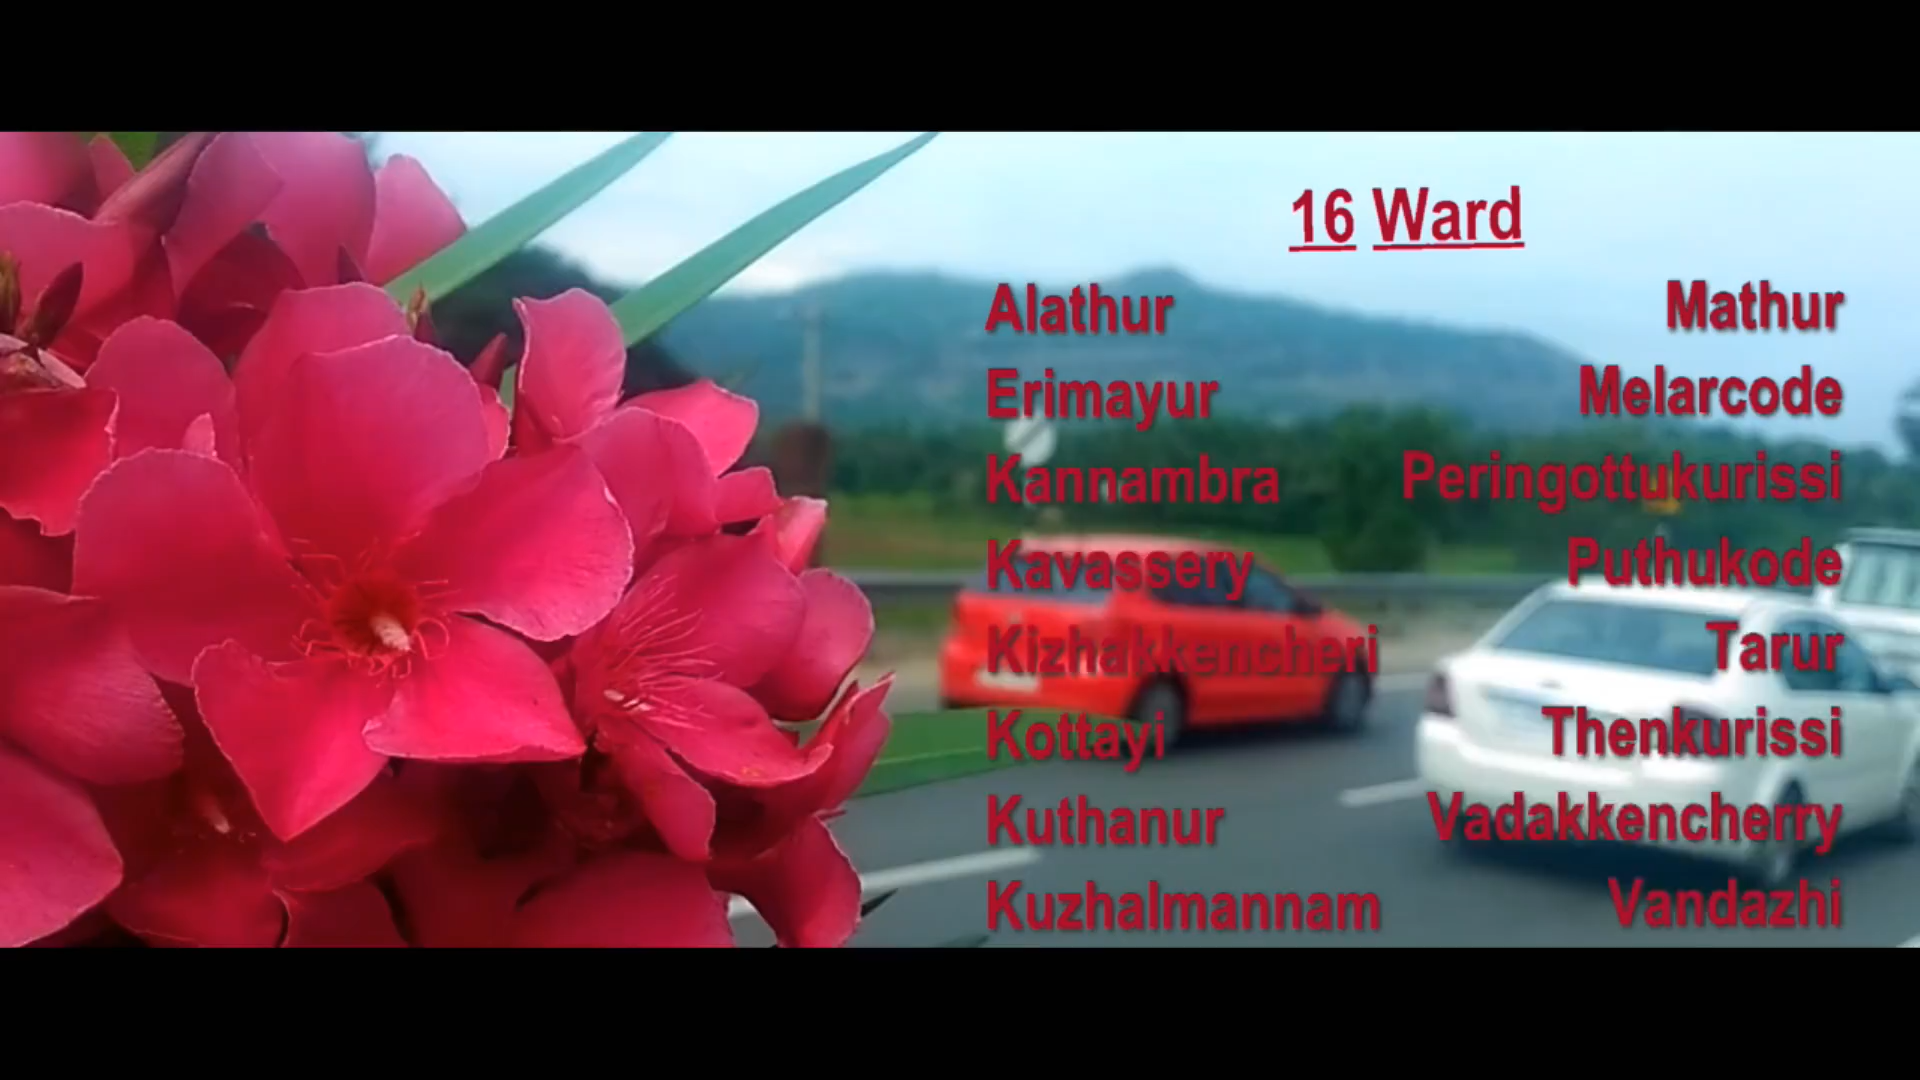 16 Ward
Alathur
Erimayur
Kannambra
Kavassery
Kizhakkencheri
Kottayi
Kuthanur
Kuzhalmannam
Mathur
Melarcode
Peringottukurissi
Puthukode
Tarur
Thenkurissi
Vadakkencherry
Vandazhi